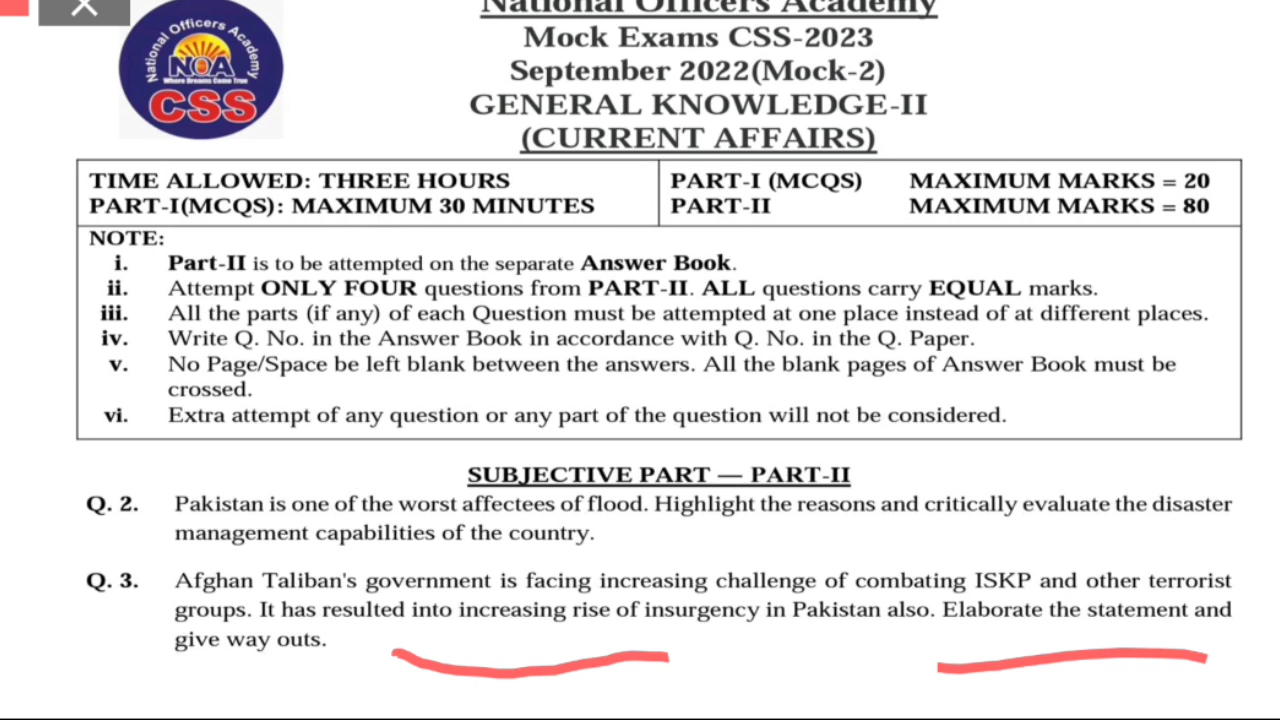 National Officers Academy
National Officers Academy
NOA
Where Dreams Come True
CSS
Mock Exams CSS-2023
September 2022(Mock-2)
GENERAL KNOWLEDGE-II
(CURRENT AFFAIRS)
TIME ALLOWED: THREE HOURS
PART-I(MCQS): MAXIMUM 30 MINUTES
PART-I (MCQS) MAXIMUM MARKS = 20
PART-II MAXIMUM MARKS = 80
NOTE:
i. Part-II is to be attempted on the separate Answer Book.
ii. Attempt ONLY FOUR questions from PART-II. ALL questions carry EQUAL marks.
iii. All the parts (if any) of each Question must be attempted at one place instead of at different places.
iv. Write Q. No. in the Answer Book in accordance with Q. No. in the Q. Paper.
v. No Page/Space be left blank between the answers. All the blank pages of Answer Book must be
crossed.
vi. Extra attempt of any question or any part of the question will not be considered.
SUBJECTIVE PART — PART-II
Q. 2. Pakistan is one of the worst affectees of flood. Highlight the reasons and critically evaluate the disaster
management capabilities of the country.
Q. 3. Afghan Taliban's government is facing increasing challenge of combating ISKP and other terrorist
groups. It has resulted into increasing rise of insurgency in Pakistan also. Elaborate the statement and
give way outs.